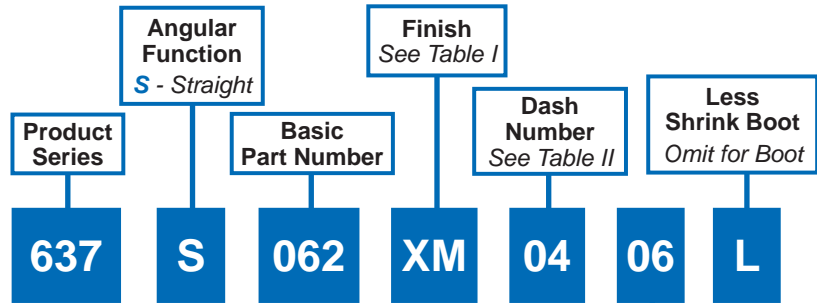 Angular
Function
S - Straight
Finish
See Table I
Product
Series
Basic
Part Number
Dash
Number
See Table II
Less
Shrink Boot
Omit for Boot
637 S 062 XM 04 06 L